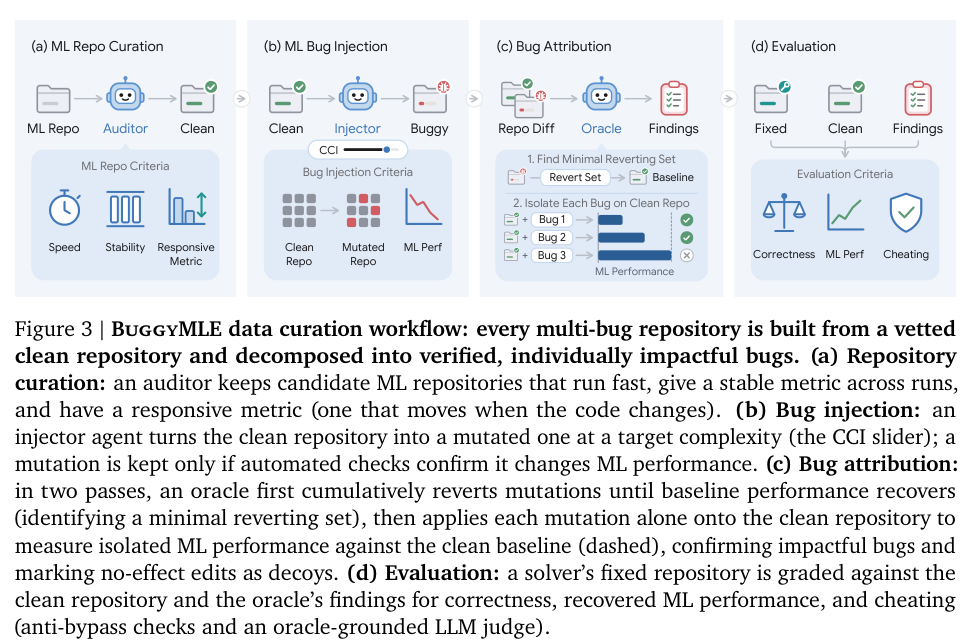 (a) ML Repo Curation
ML Repo
Auditor
Clean
ML Repo Criteria
Speed
Stability
Responsive
Metric
(b) ML Bug Injection
Clean
Injector
Buggy
CCI
Bug Injection Criteria
Clean
Repo
Mutated
Repo
ML Perf
(c) Bug Attribution
Repo Diff
Oracle
Findings
1. Find Minimal Reverting Set
Revert Set
Baseline
2. Isolate Each Bug on Clean Repo
+ Bug 1
+ Bug 2
+ Bug 3
ML Performance
(d) Evaluation
Fixed
Clean
Findings
Evaluation Criteria
Correctness
ML Perf
Cheating
Figure 3 | BUGGYMLE data curation workflow: every multi-bug repository is built from a vetted
clean repository and decomposed into verified, individually impactful bugs. (a) Repository
curation: an auditor keeps candidate ML repositories that run fast, give a stable metric across runs,
and have a responsive metric (one that moves when the code changes). (b) Bug injection: an
injector agent turns the clean repository into a mutated one at a target complexity (the CCI slider); a
mutation is kept only if automated checks confirm it changes ML performance. (c) Bug attribution:
in two passes, an oracle first cumulatively reverts mutations until baseline performance recovers
(identifying a minimal reverting set), then applies each mutation alone onto the clean repository to
measure isolated ML performance against the clean baseline (dashed), confirming impactful bugs and
marking no-effect edits as decoys. (d) Evaluation: a solver's fixed repository is graded against the
clean repository and the oracle's findings for correctness, recovered ML performance, and cheating
(anti-bypass checks and an oracle-grounded LLM judge).